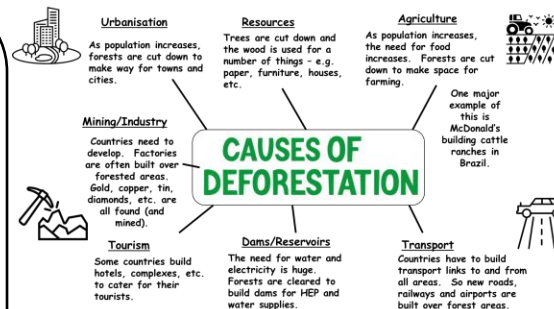 Urbanisation
As population increases,
forests are cut down to
make way for towns and
cities.
Resources
Trees are cut down and
the wood is used for a
number of things - e.g.
paper, furniture, houses,
etc.
Agriculture
As population increases,
the need for food
increases. Forests are cut
down to make space for
farming.
One major
example of
this is
McDonald's
building cattle
ranches in
Brazil.
Mining/Industry
Countries need to
develop. Factories
are often built over
forested areas.
Gold, copper, tin,
diamonds, etc. are
all found (and
mined).
CAUSES OF
DEFORESTATION
Tourism
Some countries build
hotels, complexes, etc.
to cater for their
tourists.
Dams/Reservoirs
The need for water and
electricity is huge.
Forests are cleared to
build dams for HEP and
water supplies.
Transport
Countries have to build
transport links to and from
all areas. So new roads,
railways and airports are
built over forest areas.